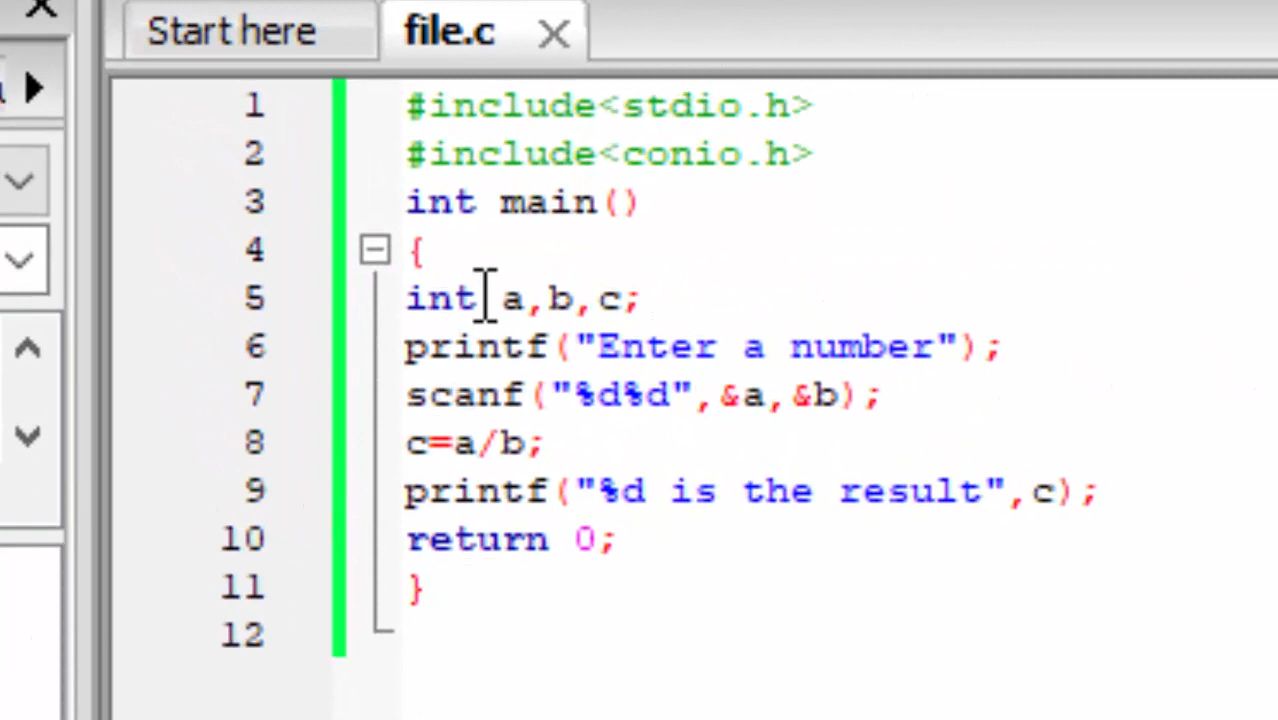 Start here
file.c
1 #include<stdio.h>
2 #include<conio.h>
3 int main()
4 {
5 int a,b,c;
6 printf("Enter a number");
7 scanf("%d%d",&a,&b);
8 c=a/b;
9 printf("%d is the result",c);
10 return 0;
11 }
12